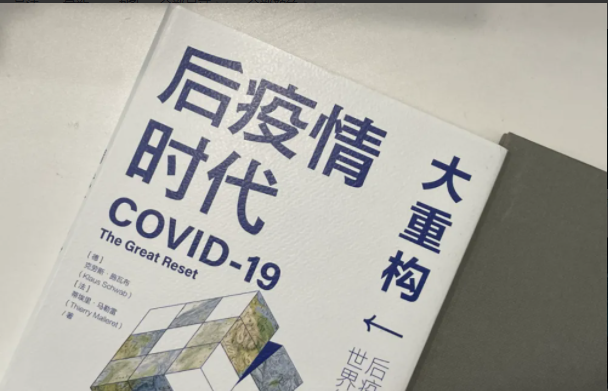 后疫情
时代
COVID-19
The Great Reset
[德]
克劳斯·施瓦布
(Klaus Schwab)
[法]
蒂埃里·马勒雷
(Thierry Malleret)
/著
大重构
后疫
世界